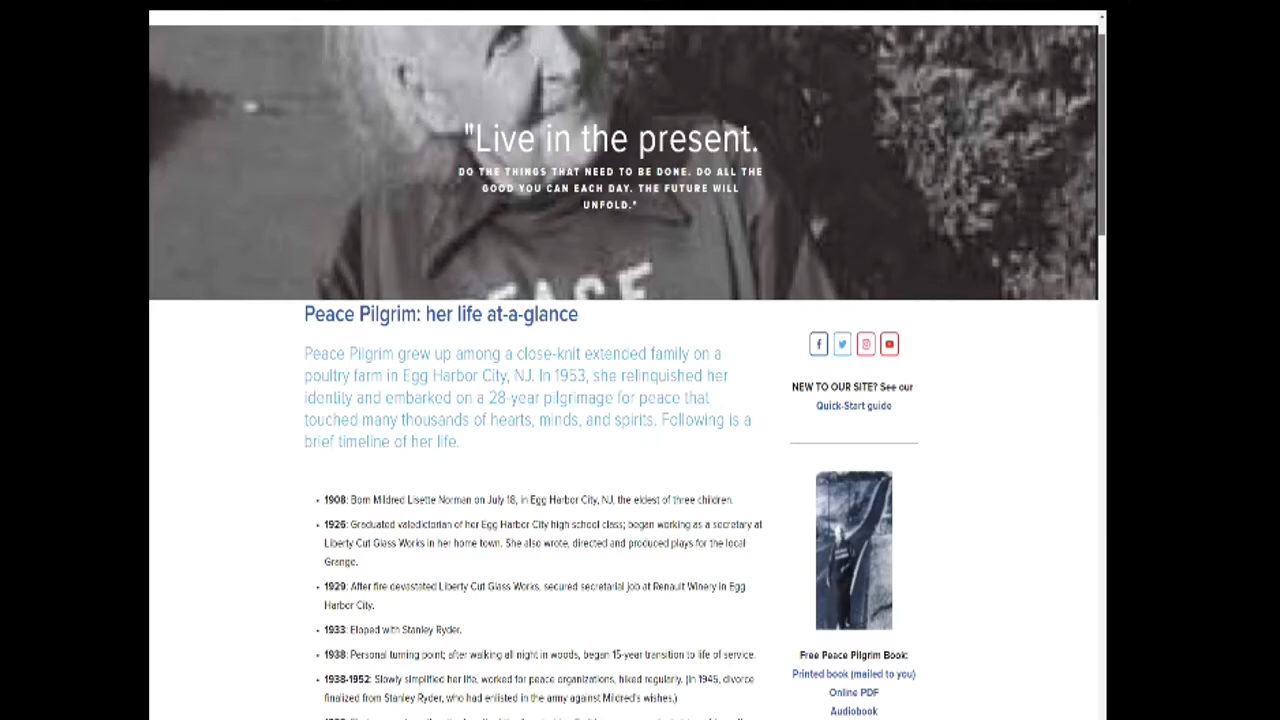 "Live in the present.
DO THE THINGS THAT NEED TO BE DONE. DO ALL THE
GOOD YOU CAN EACH DAY. THE FUTURE WILL
UNFOLD."
Peace Pilgrim: her life at-a-glance
Peace Pilgrim grew up among a close-knit extended family on a
poultry farm in Egg Harbor City, NJ. In 1953, she relinquished her
identity and embarked on a 28-year pilgrimage for peace that
touched many thousands of hearts, minds, and spirits. Following is a
brief timeline of her life.
• 1908: Born Mildred Lisette Norman on July 18, in Egg Harbor City, NJ, the eldest of three children.
• 1926: Graduated valedictorian of her Egg Harbor City high school class; began working as a secretary at
Liberty Cut Glass Works in her home town. She also wrote, directed and produced plays for the local
Grange.
• 1929: After fire devastated Liberty Cut Glass Works, secured secretarial job at Renault Winery in Egg
Harbor City.
• 1933: Eloped with Stanley Ryder.
• 1938: Personal turning point; after walking all night in woods, began 15-year transition to life of service.
• 1938-1952: Slowly simplified her life, worked for peace organizations, hiked regularly. (In 1945, divorce
finalized from Stanley Ryder, who had enlisted in the army against Mildred's wishes.)
NEW TO OUR SITE? See our
Quick-Start guide
Free Peace Pilgrim Book:
Printed book (mailed to you)
Online PDF
Audiobook